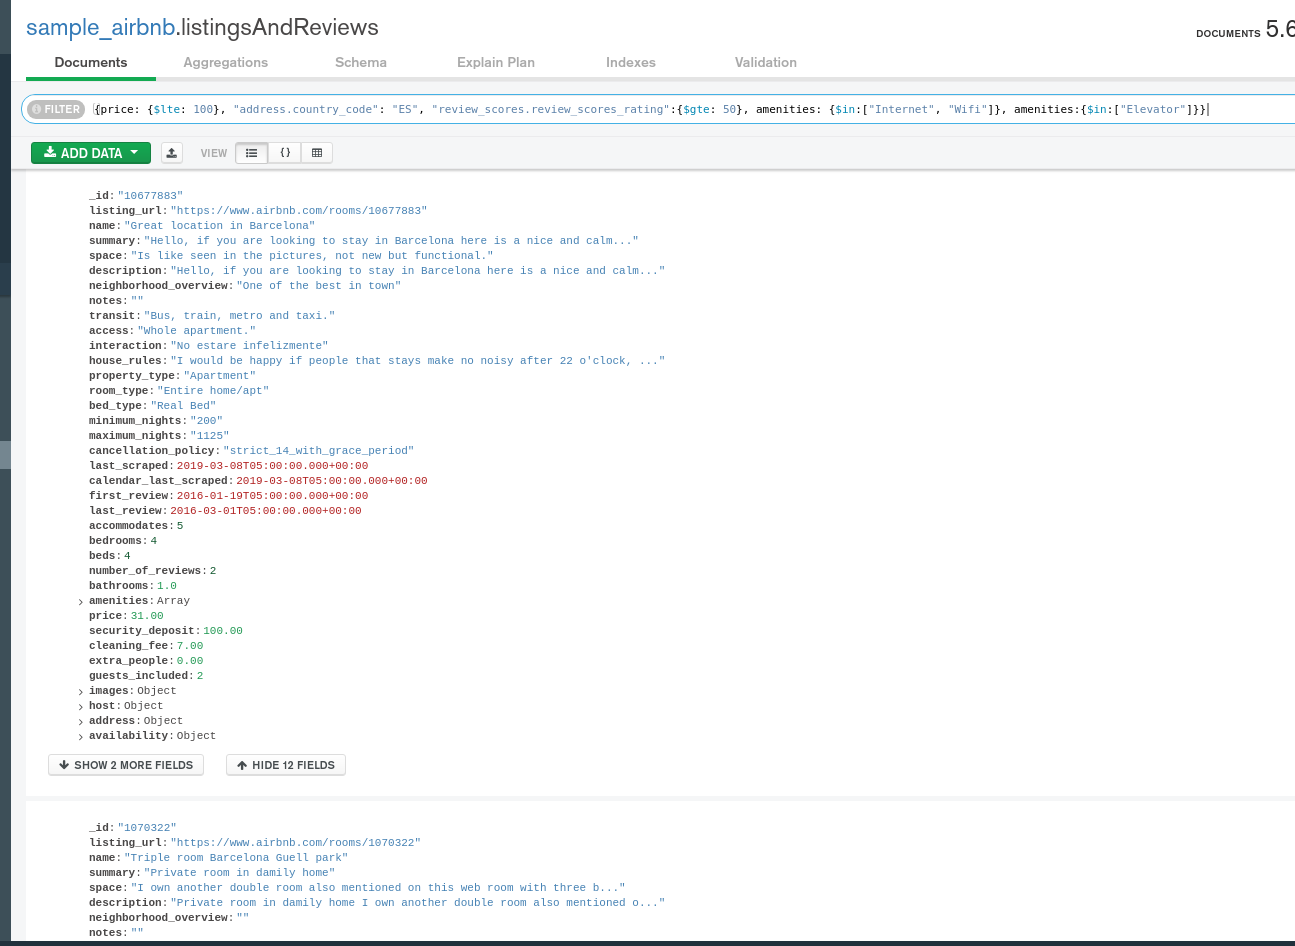 sample_airbnb.listingsAndReviews
DOCUMENTS 5.6
Documents Aggregations Schema Explain Plan Indexes Validation
FILTER {price: {$lte: 100}, "address.country_code": "ES", "review_scores.review_scores_rating":{$gte: 50}, amenities: {$in:["Internet", "Wifi"]}, amenities:{$in:["Elevator"]}}
ADD DATA VIEW {}
_id: "10677883"
listing_url: "https://www.airbnb.com/rooms/10677883"
name: "Great location in Barcelona"
summary: "Hello, if you are looking to stay in Barcelona here is a nice and calm..."
space: "Is like seen in the pictures, not new but functional."
description: "Hello, if you are looking to stay in Barcelona here is a nice and calm..."
neighborhood_overview: "One of the best in town"
notes: ""
transit: "Bus, train, metro and taxi."
access: "Whole apartment."
interaction: "No estare infelizmente"
house_rules: "I would be happy if people that stays make no noisy after 22 o'clock, ..."
property_type: "Apartment"
room_type: "Entire home/apt"
bed_type: "Real Bed"
minimum_nights: "200"
maximum_nights: "1125"
cancellation_policy: "strict_14_with_grace_period"
last_scraped: 2019-03-08T05:00:00.000+00:00
calendar_last_scraped: 2019-03-08T05:00:00.000+00:00
first_review: 2016-01-19T05:00:00.000+00:00
last_review: 2016-03-01T05:00:00.000+00:00
accommodates: 5
bedrooms: 4
beds: 4
number_of_reviews: 2
bathrooms: 1.0
amenities: Array
price: 31.00
security_deposit: 100.00
cleaning_fee: 7.00
extra_people: 0.00
guests_included: 2
images: Object
host: Object
address: Object
availability: Object
SHOW 2 MORE FIELDS HIDE 12 FIELDS
_id: "1070322"
listing_url: "https://www.airbnb.com/rooms/1070322"
name: "Triple room Barcelona Guell park"
summary: "Private room in damily home"
space: "I own another double room also mentioned on this web room with three b..."
description: "Private room in damily home I own another double room also mentioned o..."
neighborhood_overview: ""
notes: ""